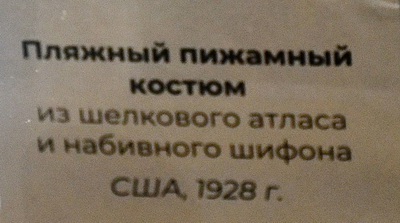 Пляжный пижамный
костюм
из шелкового атласа
и набивного шифона
США, 1928 г.